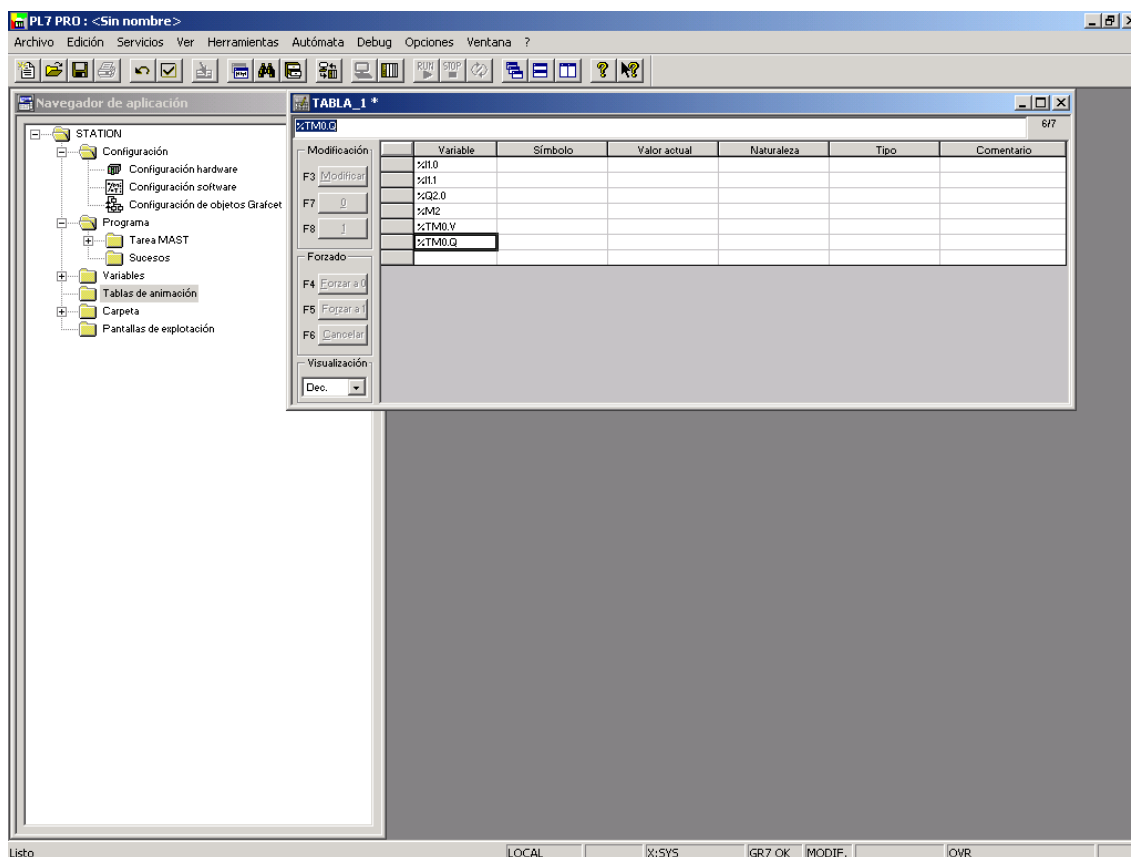 PL7 PRO : <Sin nombre>
Archivo Edición Servicios Ver Herramientas Autómata Debug Opciones Ventana ?
RUN STOP
Navegador de aplicación
STATION
Configuración
Configuración hardware
Configuración software
Configuración de objetos Grafcet
Programa
Tarea MAST
Sucesos
Variables
Tablas de animación
Carpeta
Pantallas de explotación
TABLA_1 *
%TM0.Q 6/7
Modificación
F3 Modificar
F7 0
F8 1
Forzado
F4 Forzar a 0
F5 Forzar a 1
F6 Cancelar
Visualización
Dec.
Variable Símbolo Valor actual Naturaleza Tipo Comentario
%I1.0
%I1.1
%Q2.0
%M2
%TM0.V
%TM0.Q
Listo LOCAL X:SYS GR7 OK MODIF. OVR